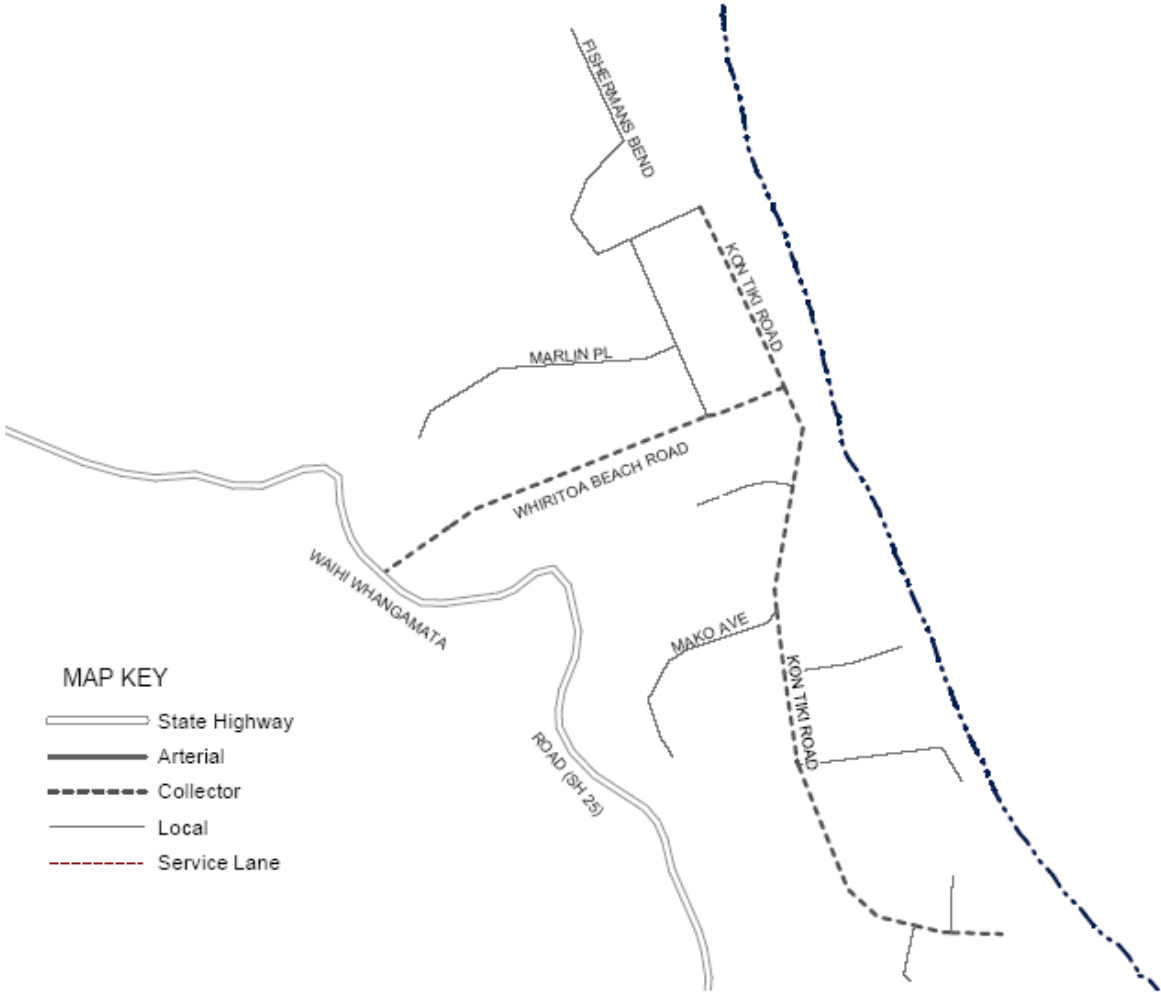 FISHERMANS BEND
KON TIKI ROAD
MARLIN PL
WHIRITOA BEACH ROAD
WAIHI WHANGAMATA
MAKO AVE
KON TIKI ROAD
ROAD (SH 25)
MAP KEY
State Highway
Arterial
Collector
Local
Service Lane